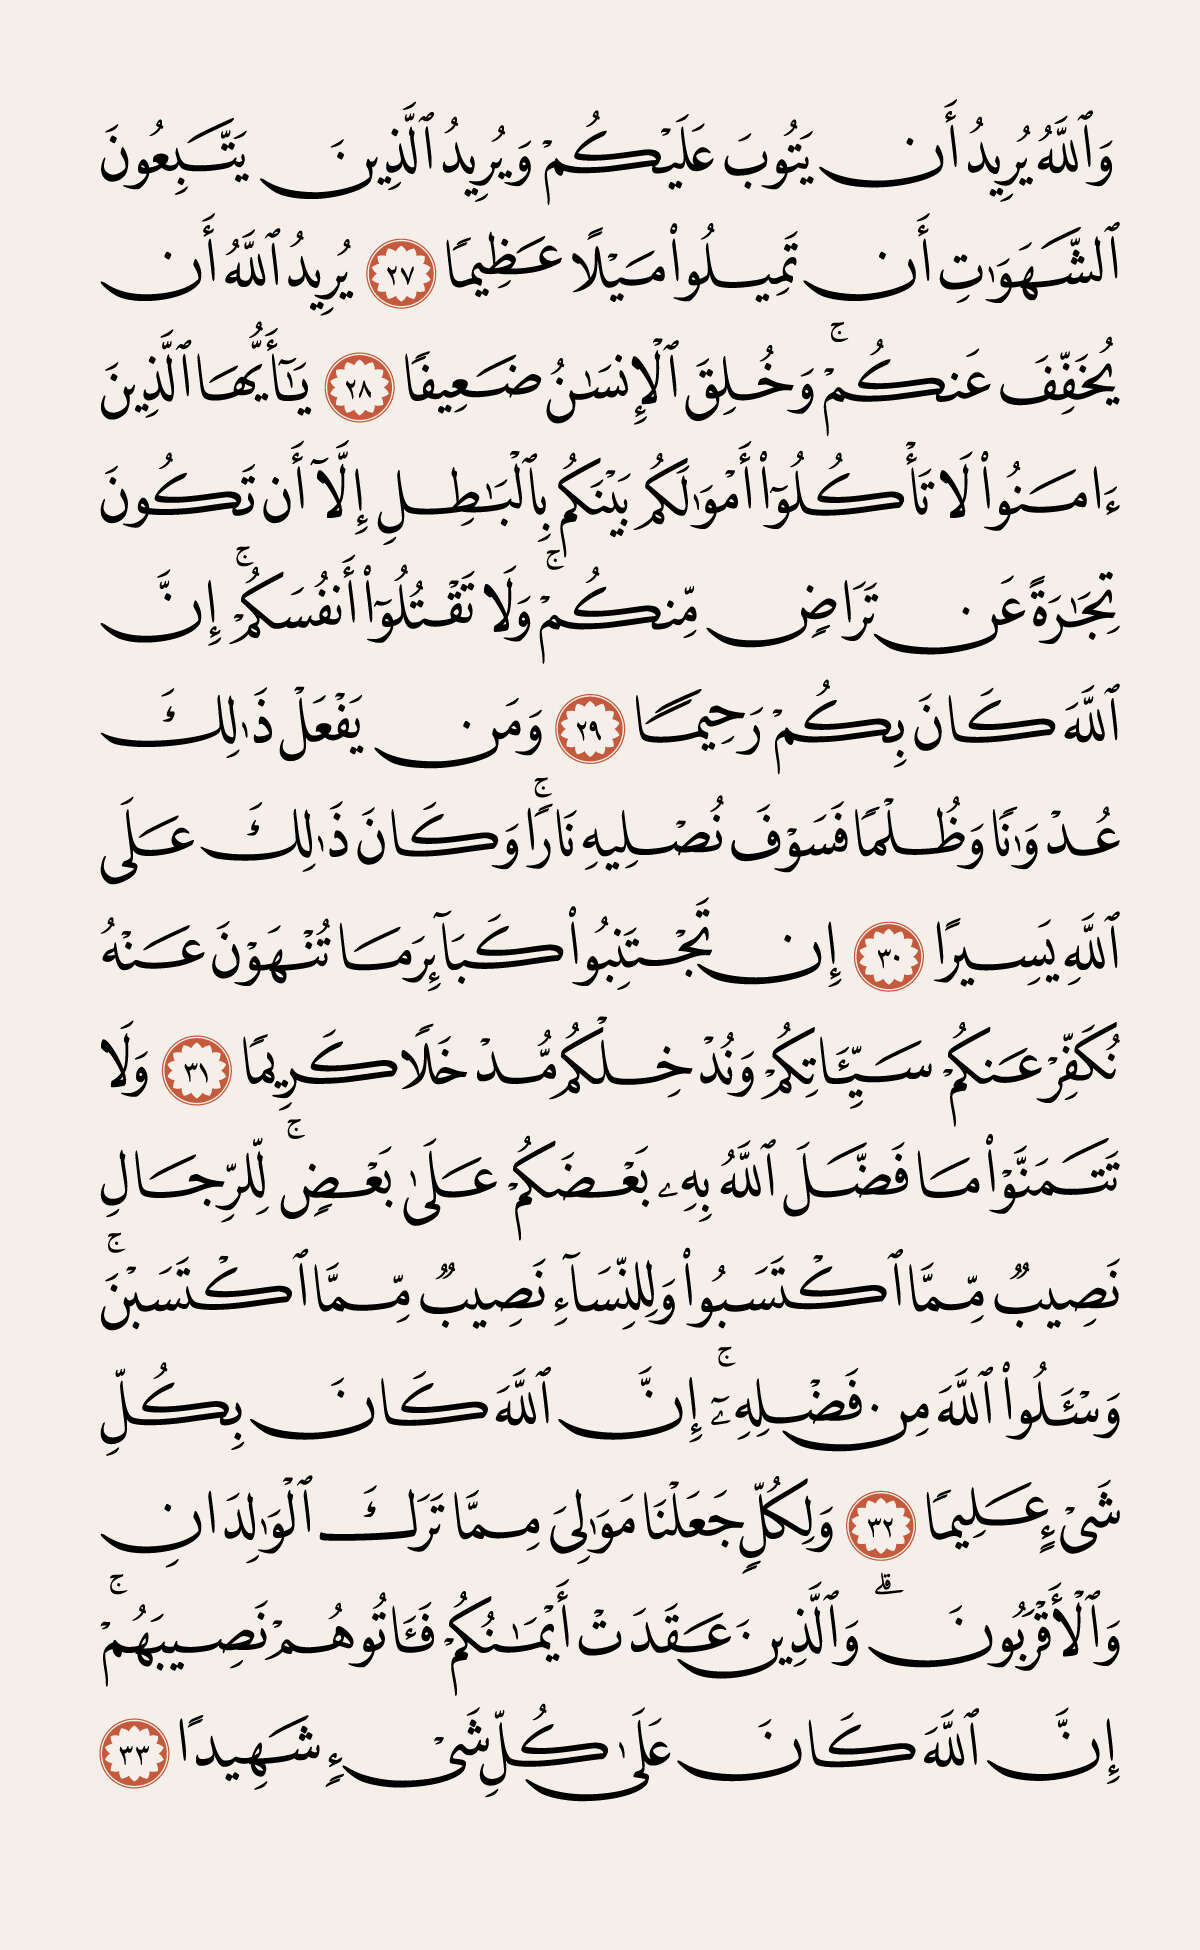 وَٱللَّهُ يُرِيدُ أَن يَتُوبَ عَلَيْكُمْ وَيُرِيدُ ٱلَّذِينَ يَتَّبِعُونَ
ٱلشَّهَوَٰتِ أَن تَمِيلُوا۟ مَيْلًا عَظِيمًا ٢٧ يُرِيدُ ٱللَّهُ أَن
يُخَفِّفَ عَنكُمْ ۚ وَخُلِقَ ٱلْإِنسَـٰنُ ضَعِيفًا ٢٨ يَـٰٓأَيُّهَا ٱلَّذِينَ
ءَامَنُوا۟ لَا تَأْكُلُوٓا۟ أَمْوَٰلَكُم بَيْنَكُم بِٱلْبَـٰطِلِ إِلَّآ أَن تَكُونَ
تِجَـٰرَةً عَن تَرَاضٍ مِّنكُمْ ۚ وَلَا تَقْتُلُوٓا۟ أَنفُسَكُمْ ۚ إِنَّ
ٱللَّهَ كَانَ بِكُمْ رَحِيمًا ٢٩ وَمَن يَفْعَلْ ذَٰلِكَ
عُدْوَٰنًا وَظُلْمًا فَسَوْفَ نُصْلِيهِ نَارًا ۚ وَكَانَ ذَٰلِكَ عَلَى
ٱللَّهِ يَسِيرًا ٣٠ إِن تَجْتَنِبُوا۟ كَبَآئِرَ مَا تُنْهَوْنَ عَنْهُ
نُكَفِّرْ عَنكُمْ سَيِّـَٔاتِكُمْ وَنُدْخِلْكُم مُّدْخَلًا كَرِيمًا ٣١ وَلَا
تَتَمَنَّوْا۟ مَا فَضَّلَ ٱللَّهُ بِهِۦ بَعْضَكُمْ عَلَىٰ بَعْضٍ ۚ لِّلرِّجَالِ
نَصِيبٌ مِّمَّا ٱكْتَسَبُوا۟ وَلِلنِّسَآءِ نَصِيبٌ مِّمَّا ٱكْتَسَبْنَ ۚ
وَسْـَٔلُوا۟ ٱللَّهَ مِن فَضْلِهِۦٓ ۚ إِنَّ ٱللَّهَ كَانَ بِكُلِّ
شَىْءٍ عَلِيمًا ٣٢ وَلِكُلٍّ جَعَلْنَا مَوَٰلِىَ مِمَّا تَرَكَ ٱلْوَٰلِدَانِ
وَٱلْأَقْرَبُونَ ۗ وَٱلَّذِينَ عَقَدَتْ أَيْمَـٰنُكُمْ فَـَٔاتُوهُمْ نَصِيبَهُمْ ۚ
إِنَّ ٱللَّهَ كَانَ عَلَىٰ كُلِّ شَىْءٍ شَهِيدًا ٣٣